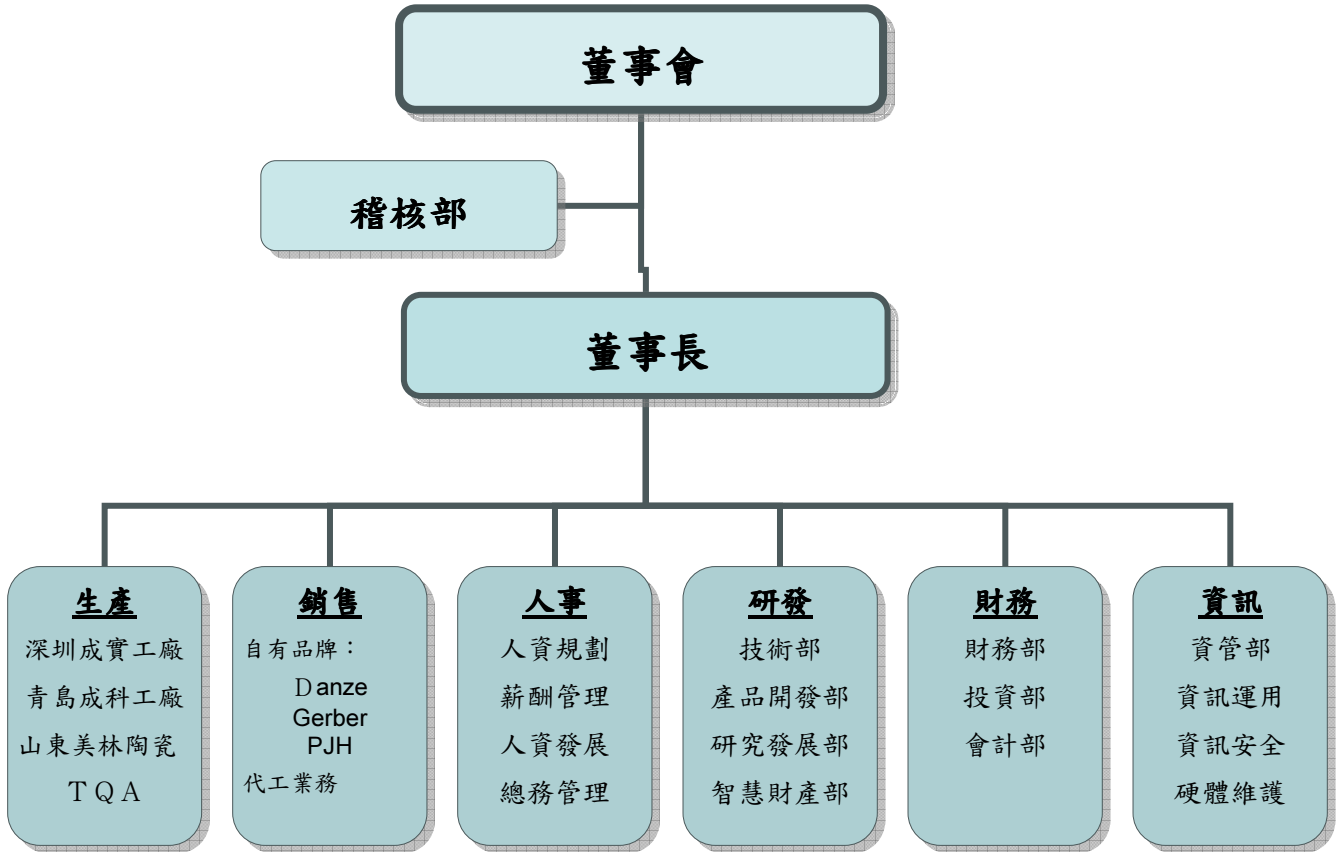 董事會
稽核部
董事長
生產
深圳成實工廠
青島成科工廠
山東美林陶瓷
TQA
銷售
自有品牌：
Danze
Gerber
PJH
代工業務
人事
人資規劃
薪酬管理
人資發展
總務管理
研發
技術部
產品開發部
研究發展部
智慧財產部
財務
財務部
投資部
會計部
資訊
資管部
資訊運用
資訊安全
硬體維護